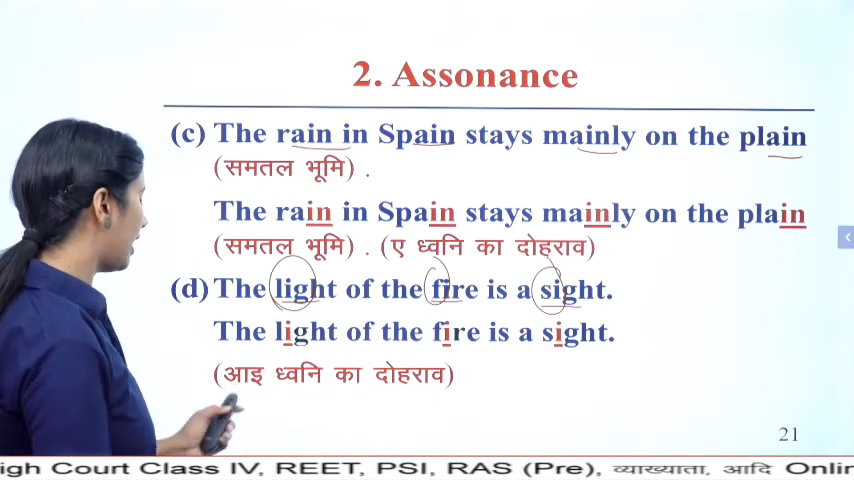 2. Assonance
(c) The rain in Spain stays mainly on the plain
(समतल भूमि) .
The rain in Spain stays mainly on the plain
(समतल भूमि) . (ए ध्वनि का दोहराव)
(d) The light of the fire is a sight.
The light of the fire is a sight.
(आइ ध्वनि का दोहराव)
21
igh Court Class IV, REET, PSI, RAS (Pre), व्याख्याता, आदि Onlin